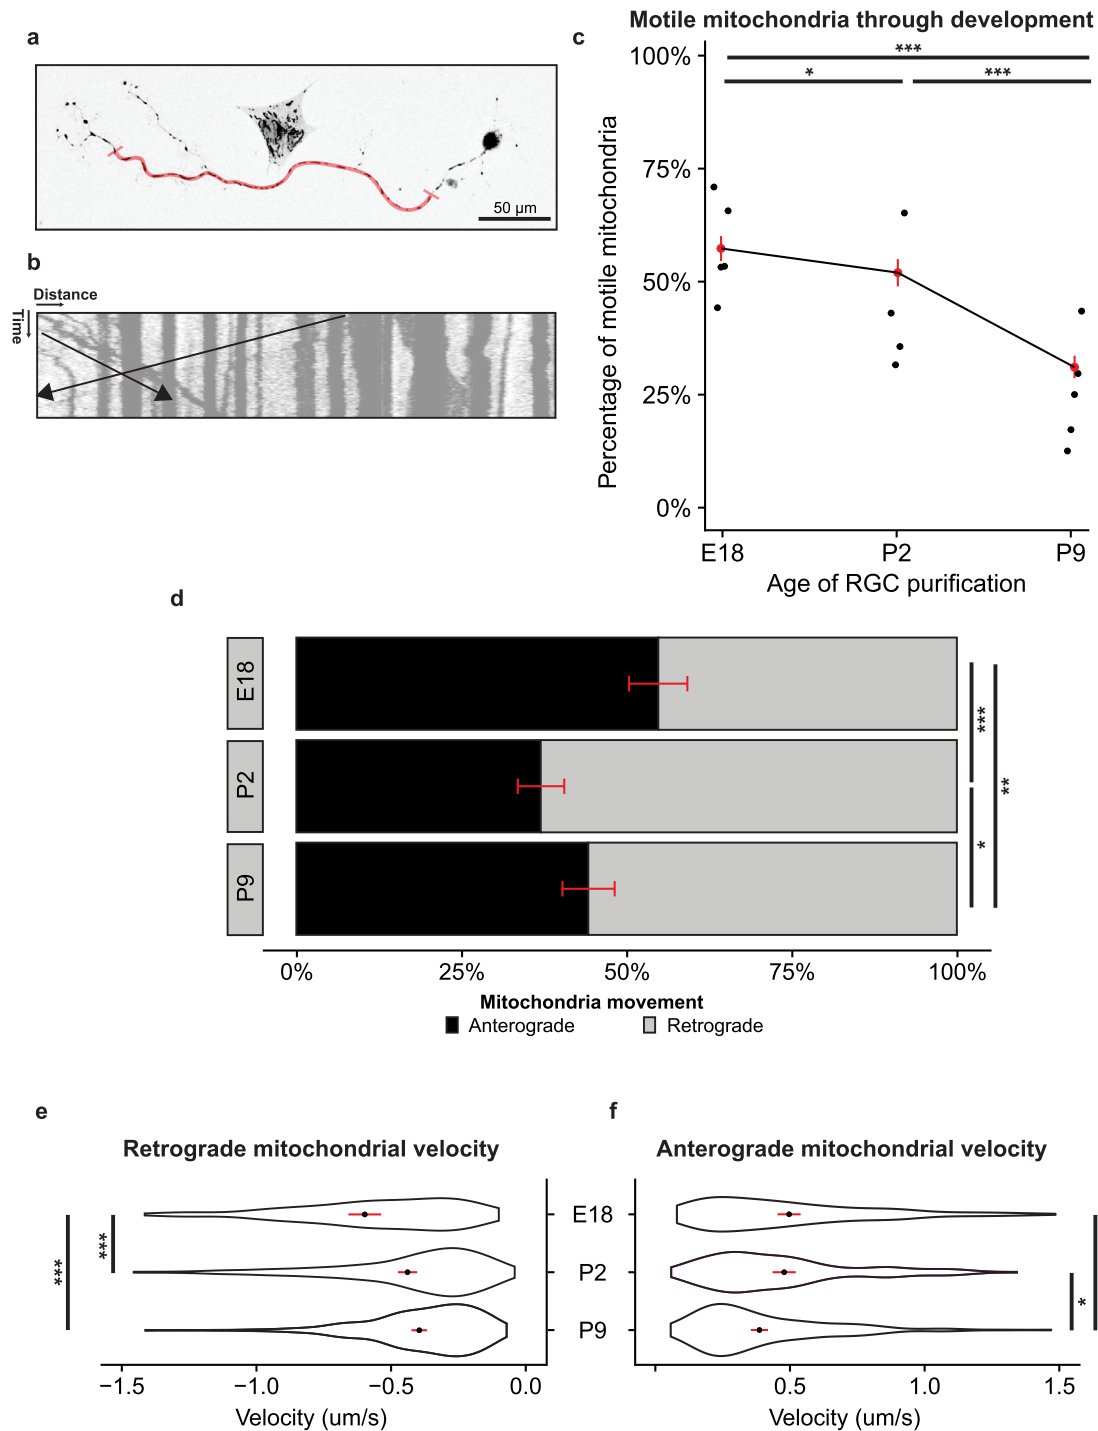 a
50 µm
b
Distance
Time
c
Motile mitochondria through development
***
*
***
Percentage of motile mitochondria
100%
75%
50%
25%
0%
E18
P2
P9
Age of RGC purification
d
E18
P2
P9
***
**
*
0%
25%
50%
75%
100%
Mitochondria movement
Anterograde
Retrograde
e
Retrograde mitochondrial velocity
***
***
−1.5
−1.0
−0.5
0.0
Velocity (um/s)
E18
P2
P9
f
Anterograde mitochondrial velocity
*
0.5
1.0
1.5
Velocity (um/s)